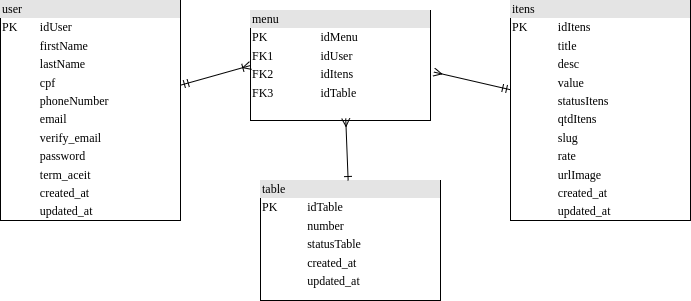 user
PK idUser
firstName
lastName
cpf
phoneNumber
email
verify_email
password
term_aceit
created_at
updated_at
menu
PK idMenu
FK1 idUser
FK2 idItens
FK3 idTable
itens
PK idItens
title
desc
value
statusItens
qtdItens
slug
rate
urlImage
created_at
updated_at
table
PK idTable
number
statusTable
created_at
updated_at